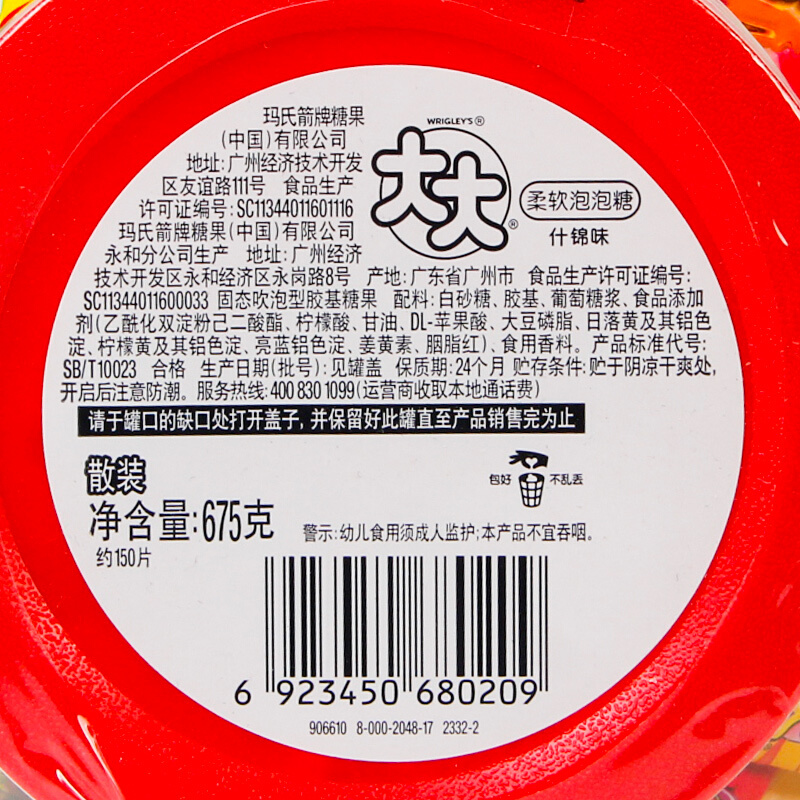 玛氏箭牌糖果
(中国)有限公司
地址:广州经济技术开发
区友谊路111号 食品生产
许可证编号:SC11344011601116
玛氏箭牌糖果(中国)有限公司
永和分公司生产 地址:广州经济
技术开发区永和经济区永岗路8号 产地:广东省广州市 食品生产许可证编号:
SC11344011600033 固态吹泡型胶基糖果 配料:白砂糖、胶基、葡萄糖浆、食品添加
剂(乙酰化双淀粉己二酸酯、柠檬酸、甘油、DL-苹果酸、大豆磷脂、日落黄及其铝色
淀、柠檬黄及其铝色淀、亮蓝铝色淀、姜黄素、胭脂红)、食用香料。产品标准代号:
SB/T10023 合格 生产日期(批号):见罐盖 保质期:24个月 贮存条件:贮于阴凉干爽处,
开启后注意防潮。服务热线:400 830 1099(运营商收取本地通话费)
WRIGLEY'S®
大大®
柔软泡泡糖
什锦味
请于罐口的缺口处打开盖子,并保留好此罐直至产品销售完为止
散装
净含量:675克
约150片
包好 不乱丢
警示:幼儿食用须成人监护;本产品不宜吞咽。
6 923450 680209
906610 8-000-2048-17 2332-2